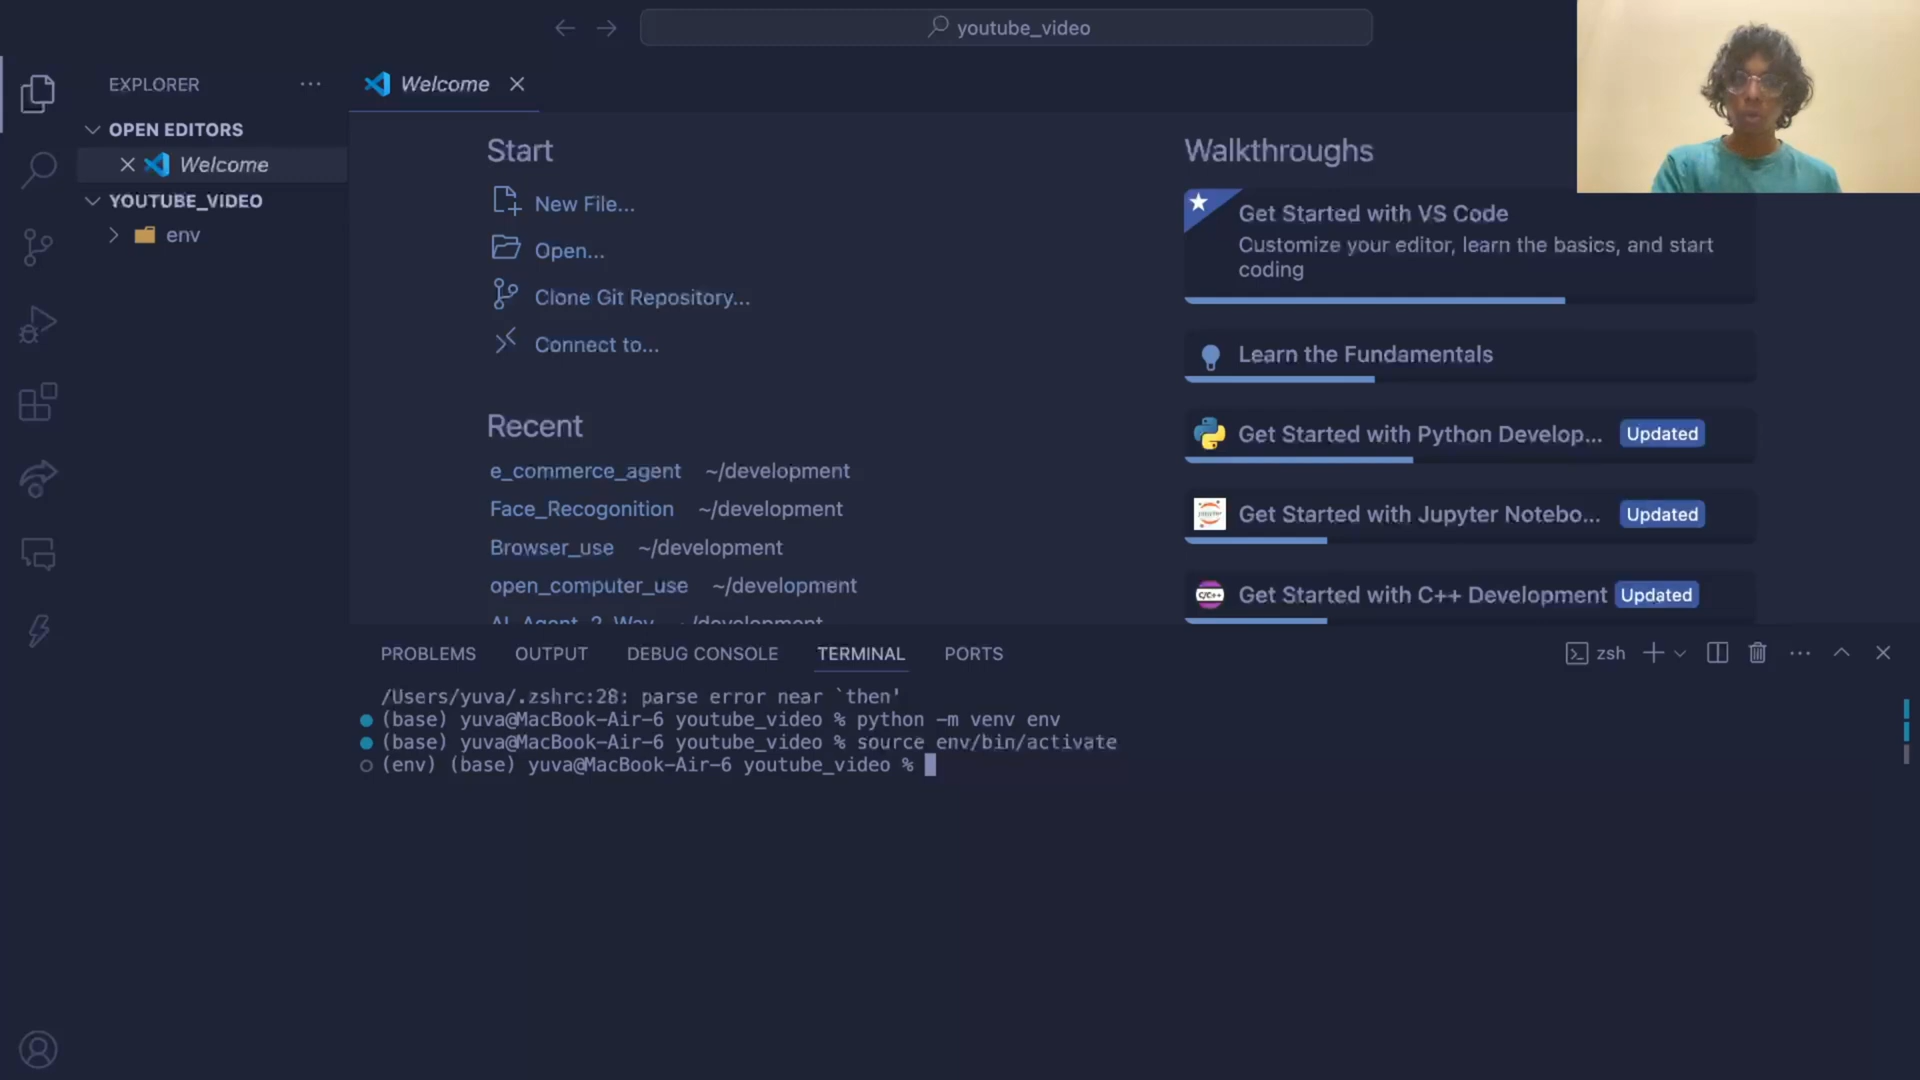 youtube_video
EXPLORER
OPEN EDITORS
Welcome
YOUTUBE_VIDEO
env
Welcome
Start
New File...
Open...
Clone Git Repository...
Connect to...
Recent
e_commerce_agent ~/development
Face_Recogonition ~/development
Browser_use ~/development
open_computer_use ~/development
AI_Agent_2_Way ~/development
Walkthroughs
Get Started with VS Code
Customize your editor, learn the basics, and start
coding
Learn the Fundamentals
Get Started with Python Develop... Updated
Get Started with Jupyter Notebo... Updated
C/C++ Get Started with C++ Development Updated
PROBLEMS OUTPUT DEBUG CONSOLE TERMINAL PORTS
zsh
/Users/yuva/.zshrc:28: parse error near `then'
(base) yuva@MacBook-Air-6 youtube_video % python -m venv env
(base) yuva@MacBook-Air-6 youtube_video % source env/bin/activate
(env) (base) yuva@MacBook-Air-6 youtube_video %